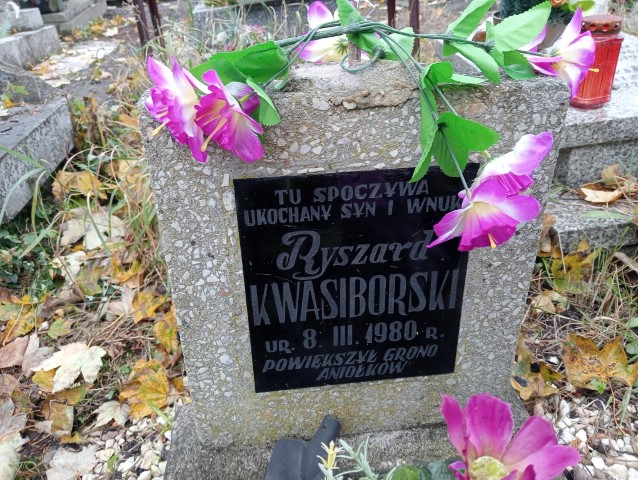 TU SPOCZYWA
UKOCHANY SYN I WNUK
Ryszard
KWASIBORSKI
UR. 8. III. 1980 R.
POWIĘKSZYŁ GRONO
ANIOŁKÓW